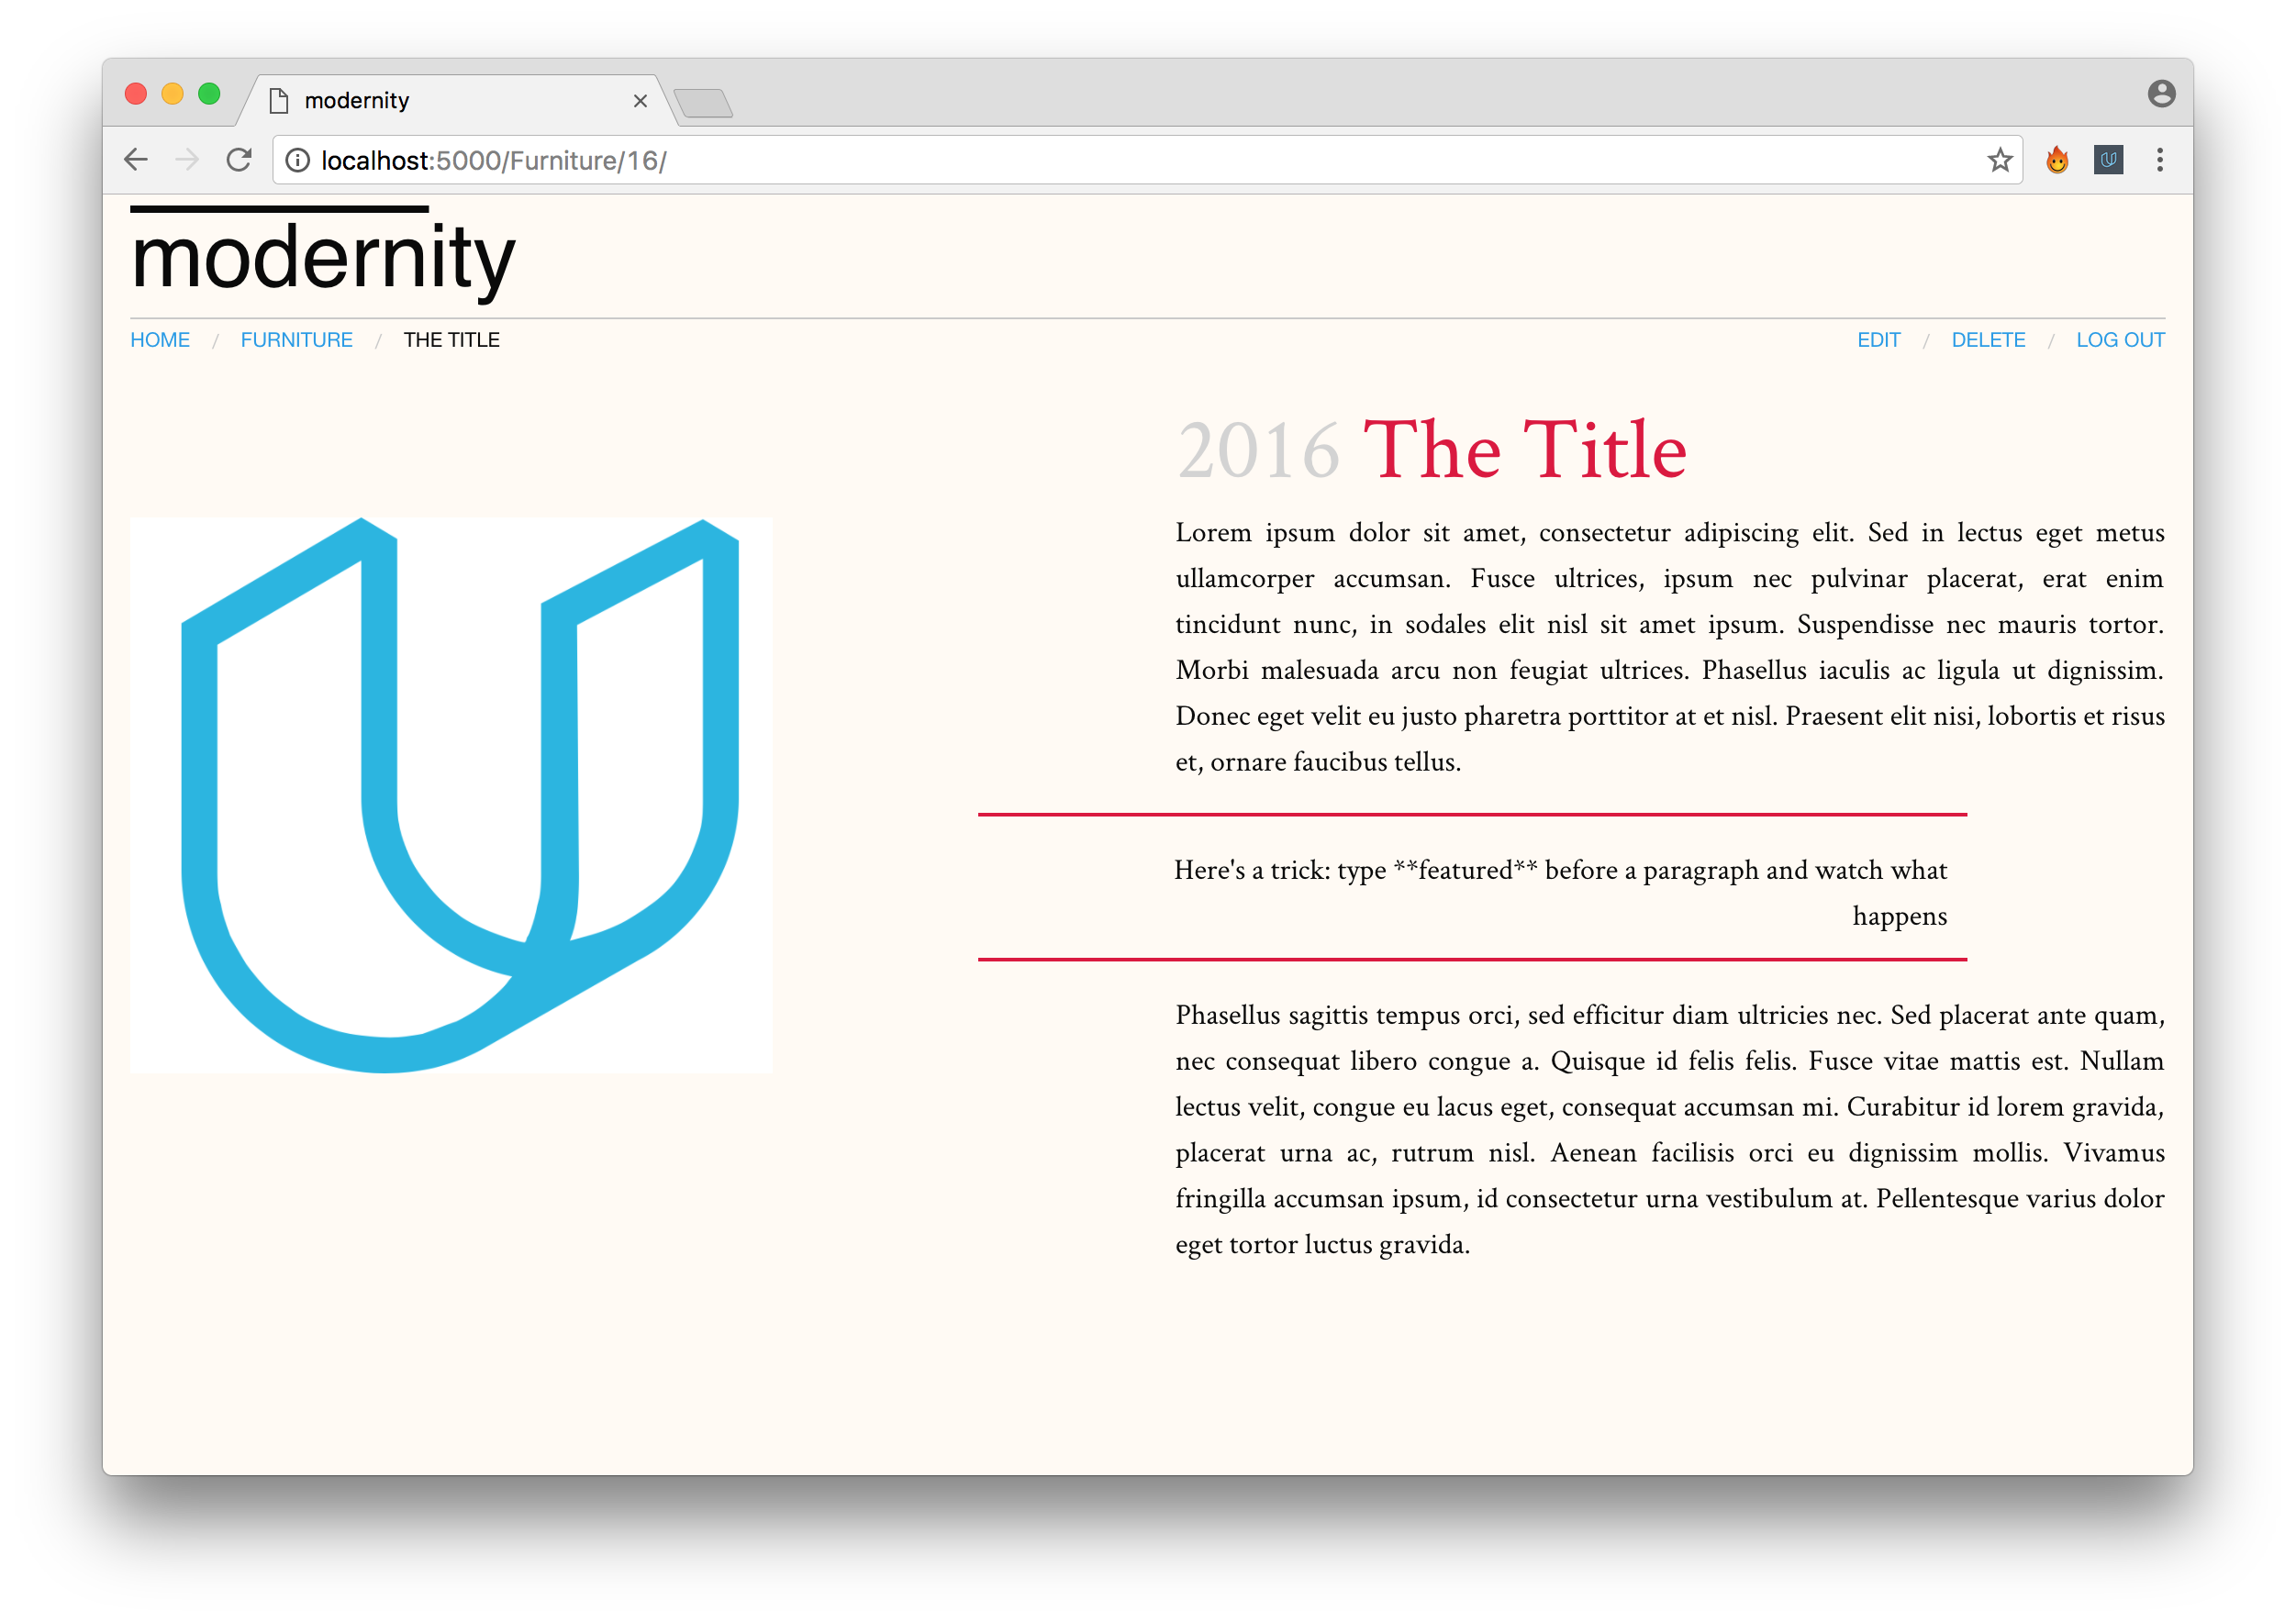 modernity
localhost:5000/Furniture/16/
modernity
HOME / FURNITURE / THE TITLE
EDIT / DELETE / LOG OUT
2016 The Title
Lorem ipsum dolor sit amet, consectetur adipiscing elit. Sed in lectus eget metus
ullamcorper accumsan. Fusce ultrices, ipsum nec pulvinar placerat, erat enim
tincidunt nunc, in sodales elit nisl sit amet ipsum. Suspendisse nec mauris tortor.
Morbi malesuada arcu non feugiat ultrices. Phasellus iaculis ac ligula ut dignissim.
Donec eget velit eu justo pharetra porttitor at et nisl. Praesent elit nisi, lobortis et risus
et, ornare faucibus tellus.
Here's a trick: type **featured** before a paragraph and watch what
happens
Phasellus sagittis tempus orci, sed efficitur diam ultricies nec. Sed placerat ante quam,
nec consequat libero congue a. Quisque id felis felis. Fusce vitae mattis est. Nullam
lectus velit, congue eu lacus eget, consequat accumsan mi. Curabitur id lorem gravida,
placerat urna ac, rutrum nisl. Aenean facilisis orci eu dignissim mollis. Vivamus
fringilla accumsan ipsum, id consectetur urna vestibulum at. Pellentesque varius dolor
eget tortor luctus gravida.